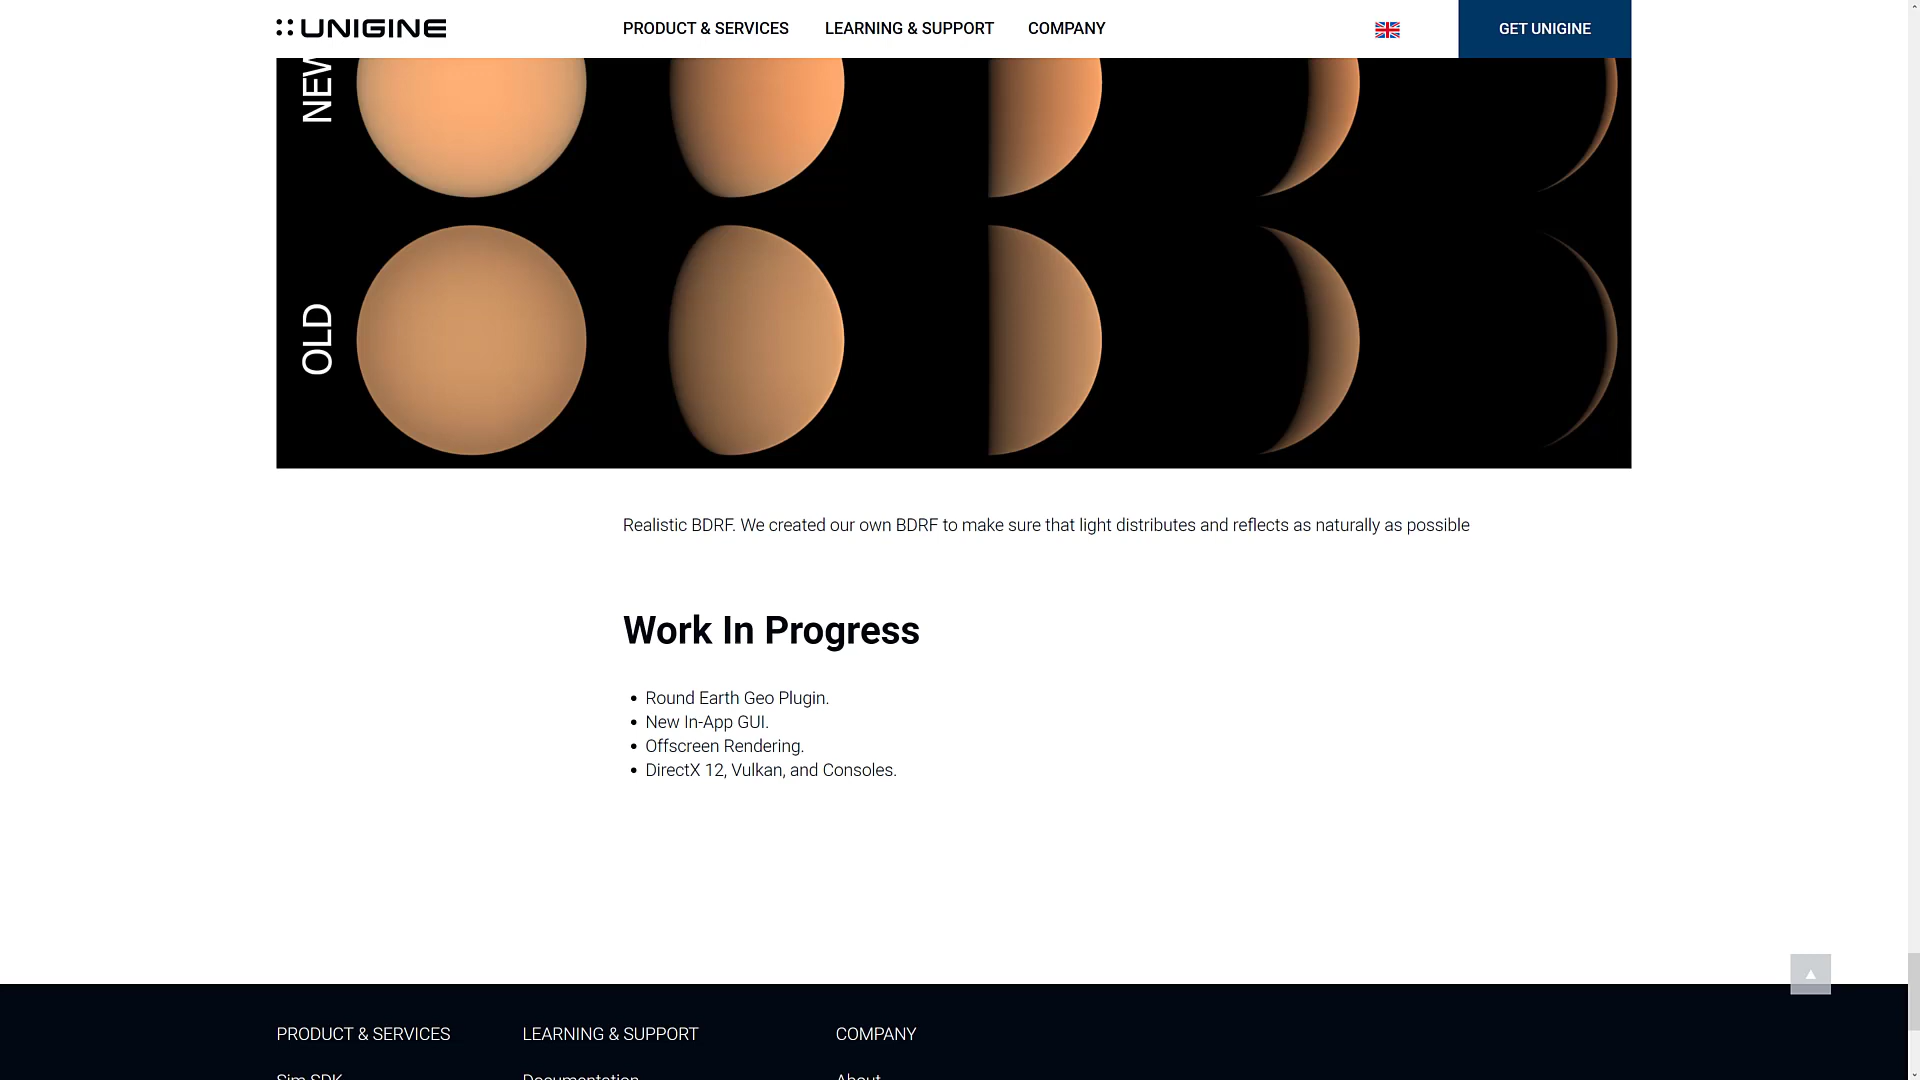 UNIGINE
PRODUCT & SERVICES
LEARNING & SUPPORT
COMPANY
GET UNIGINE
NEW
OLD
Realistic BDRF. We created our own BDRF to make sure that light distributes and reflects as naturally as possible
Work In Progress
• Round Earth Geo Plugin.
• New In-App GUI.
• Offscreen Rendering.
• DirectX 12, Vulkan, and Consoles.
PRODUCT & SERVICES
LEARNING & SUPPORT
COMPANY
Sim SDK
Documentation
About